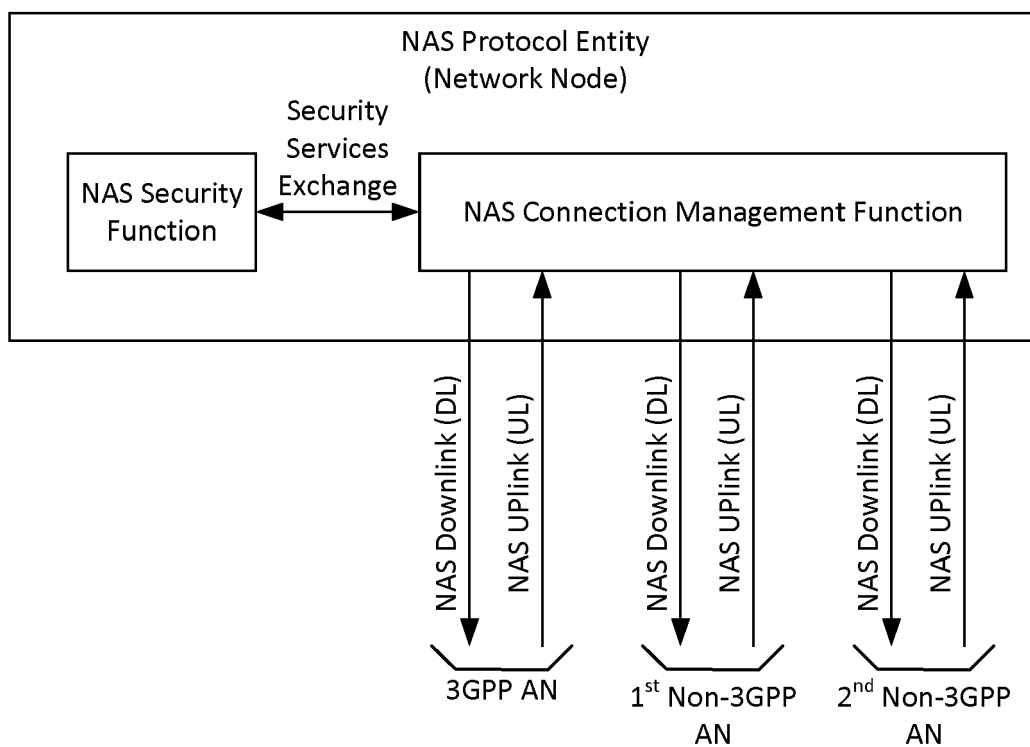 NAS Protocol Entity
(Network Node)
Security
Services
Exchange
NAS Security
Function
NAS Connection Management Function
NAS Downlink (DL)
NAS UPlink (UL)
NAS Downlink (DL)
NAS UPlink (UL)
NAS Downlink (DL)
NAS UPlink (UL)
3GPP AN
1st Non-3GPP
AN
2nd Non-3GPP
AN